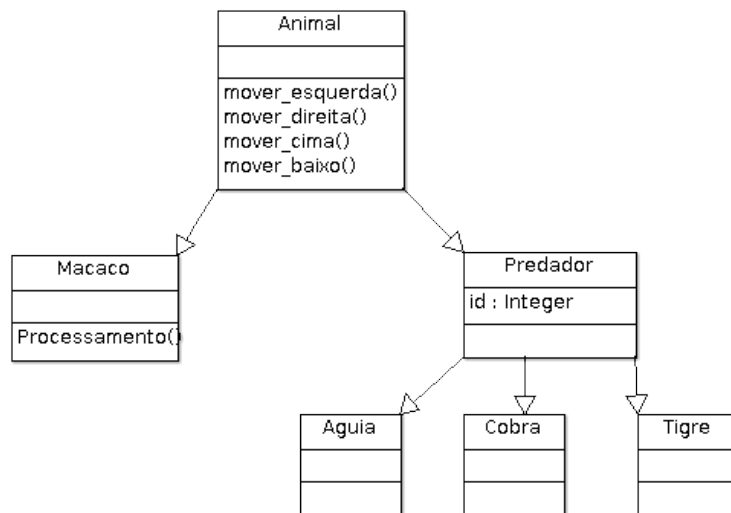 Animal
mover_esquerda()
mover_direita()
mover_cima()
mover_baixo()
Macaco
Processamento()
Predador
id : Integer
Aguia
Cobra
Tigre